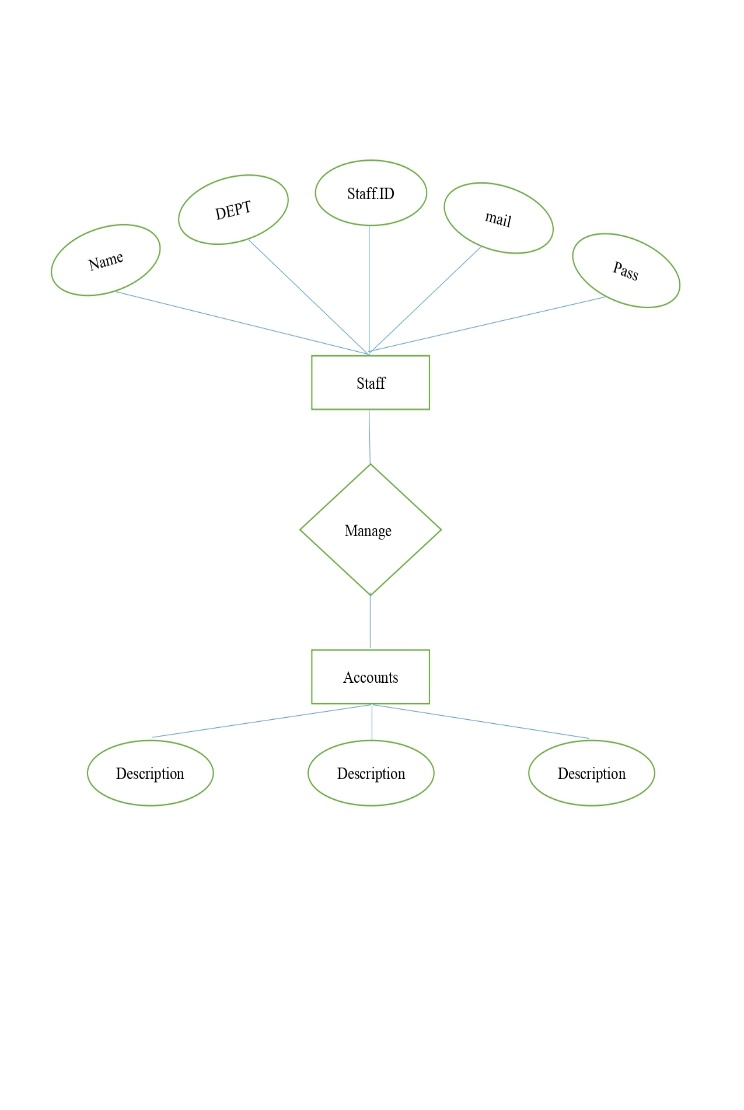 Name
DEPT
Staff.ID
mail
Pass
Staff
Manage
Accounts
Description
Description
Description